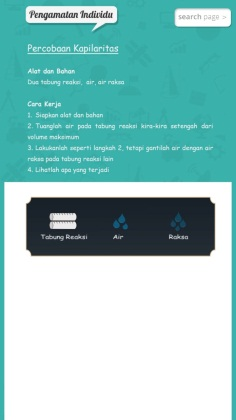 Pengamatan Individu
search page »
Percobaan Kapilaritas
Alat dan Bahan
Dua tabung reaksi, air, air raksa
Cara Kerja
1. Siapkan alat dan bahan
2. Tuanglah air pada tabung reaksi kira-kira setengah dari
volume maksimum
3. Lakukanlah seperti langkah 2, tetapi gantilah air dengan air
raksa pada tabung reaksi lain
4. Lihatlah apa yang terjadi
Tabung Reaksi
Air
Raksa